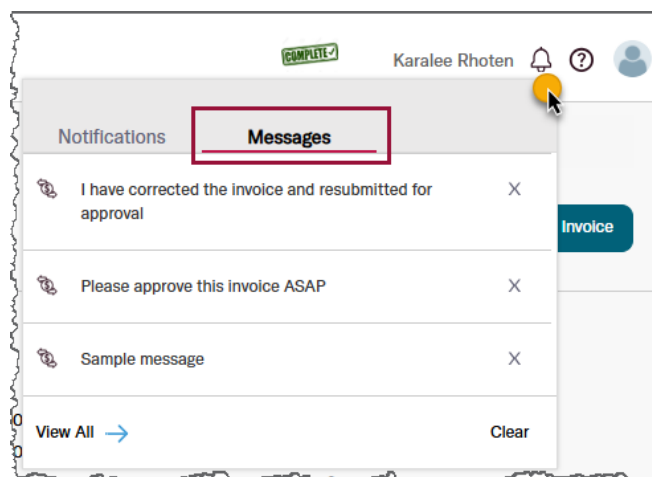 COMPLETE
Karalee Rhoten
Notifications
Messages
I have corrected the invoice and resubmitted for
approval
X
Invoice
Please approve this invoice ASAP
X
Sample message
X
View All
Clear